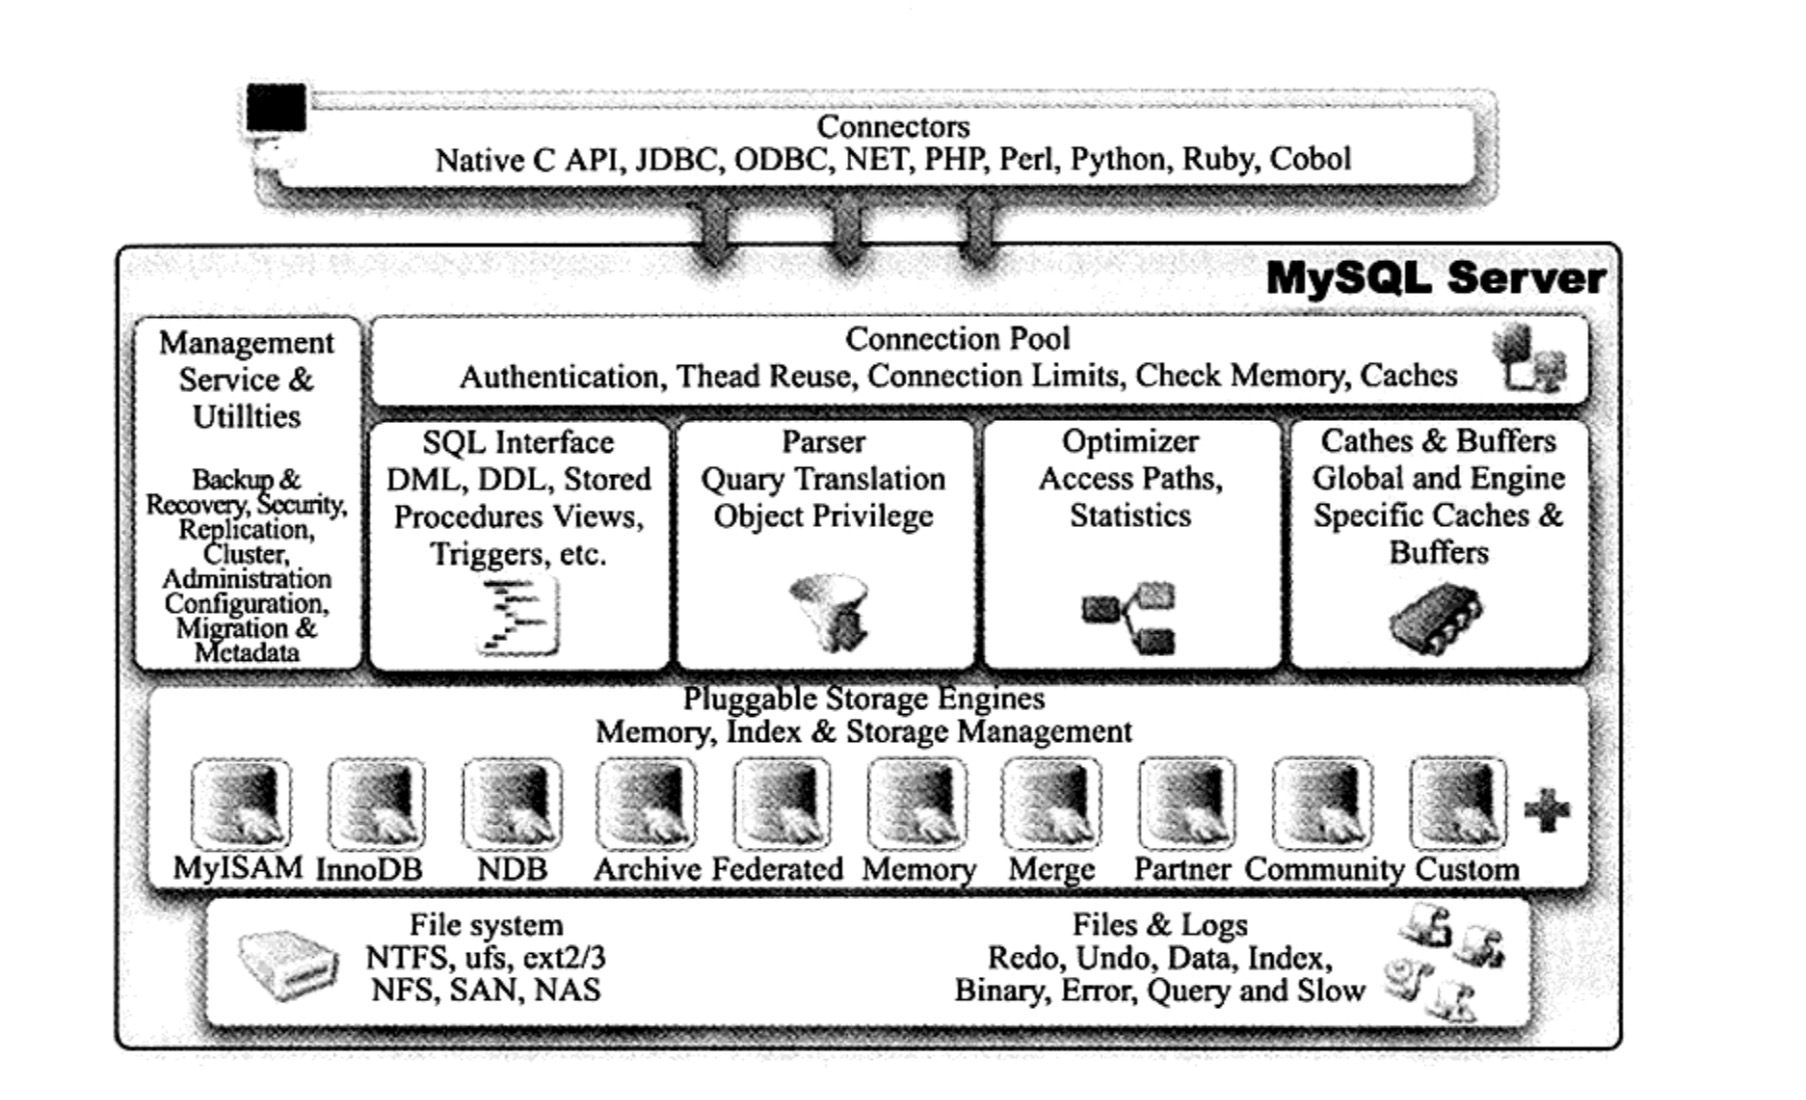 Connectors
Native C API, JDBC, ODBC, NET, PHP, Perl, Python, Ruby, Cobol
MySQL Server
Management
Service &
Utillties
Backup &
Recovery, Security,
Replication,
Cluster,
Administration
Configuration,
Migration &
Metadata
Connection Pool
Authentication, Thead Reuse, Connection Limits, Check Memory, Caches
SQL Interface
DML, DDL, Stored
Procedures Views,
Triggers, etc.
Parser
Quary Translation
Object Privilege
Optimizer
Access Paths,
Statistics
Cathes & Buffers
Global and Engine
Specific Caches &
Buffers
Pluggable Storage Engines
Memory, Index & Storage Management
MyISAM InnoDB NDB Archive Federated Memory Merge Partner Community Custom
File system
NTFS, ufs, ext2/3
NFS, SAN, NAS
Files & Logs
Redo, Undo, Data, Index,
Binary, Error, Query and Slow